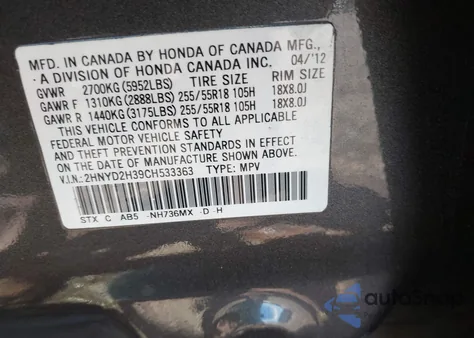 MFD. IN CANADA BY HONDA OF CANADA MFG.,
- A DIVISION OF HONDA CANADA INC. 04/'12
GVWR 2700KG (5952LBS) TIRE SIZE RIM SIZE
GAWR F 1310KG (2888LBS) 255/55R18 105H 18X8.0J
GAWR R 1440KG (3175LBS) 255/55R18 105H 18X8.0J
THIS VEHICLE CONFORMS TO ALL APPLICABLE
FEDERAL MOTOR VEHICLE SAFETY
AND THEFT PREVENTION STANDARDS IN EFFECT
ON THE DATE OF MANUFACTURE SHOWN ABOVE.
V.I.N.: 2HNYD2H39CH533363 TYPE: MPV
STX C AB5 -NH736MX -D -H
autoSnap